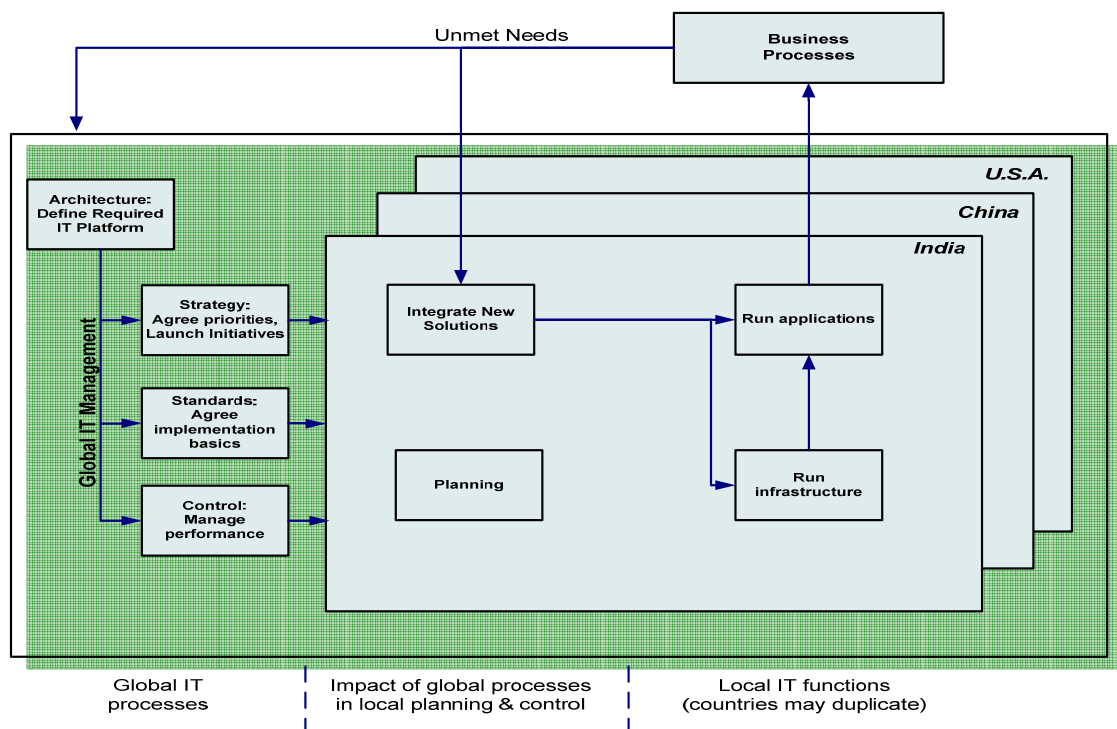 Unmet Needs
Business
Processes
U.S.A.
China
India
Architecture:
Define Required
IT Platform
Global IT Management
Strategy:
Agree priorities,
Launch Initiatives
Standards:
Agree
implementation
basics
Control:
Manage
performance
Integrate New
Solutions
Run applications
Planning
Run
infrastructure
Global IT
processes
Impact of global processes
in local planning & control
Local IT functions
(countries may duplicate)